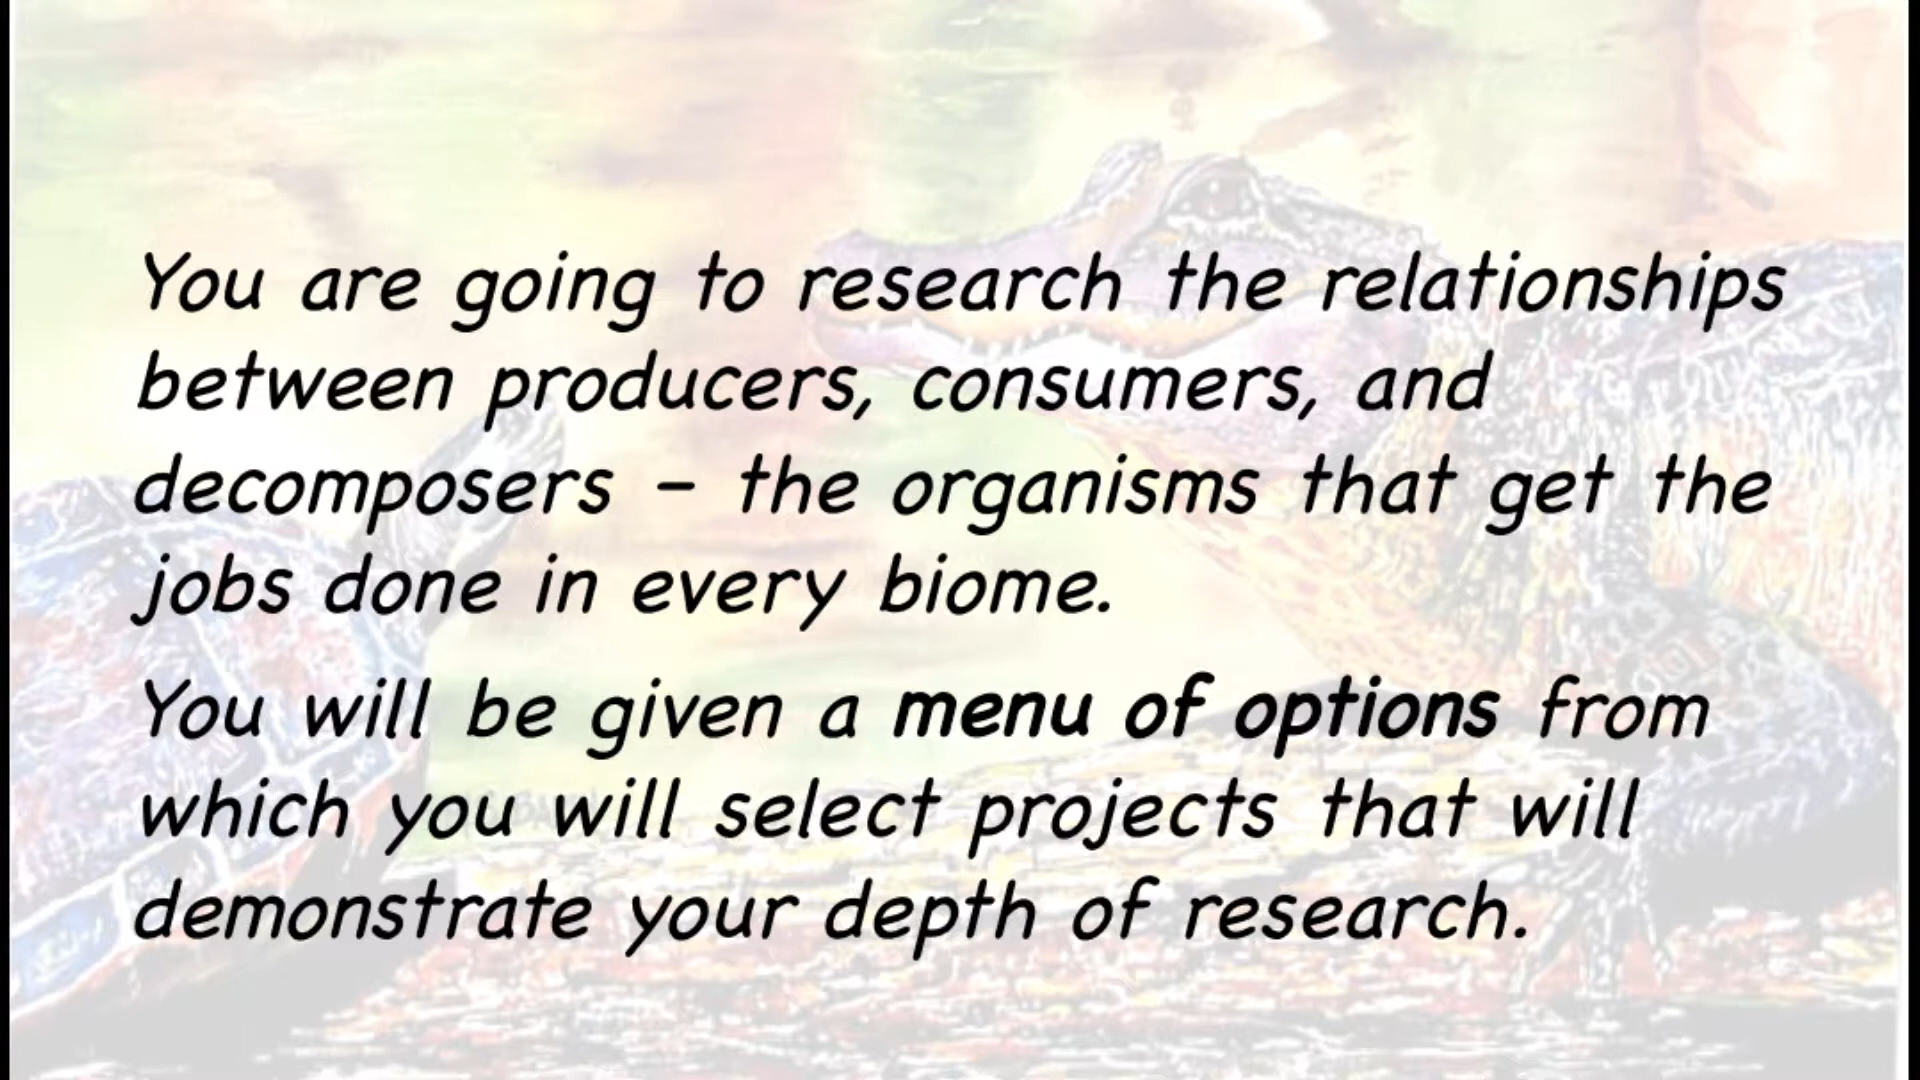 You are going to research the relationships
between producers, consumers, and
decomposers – the organisms that get the
jobs done in every biome.
You will be given a menu of options from
which you will select projects that will
demonstrate your depth of research.